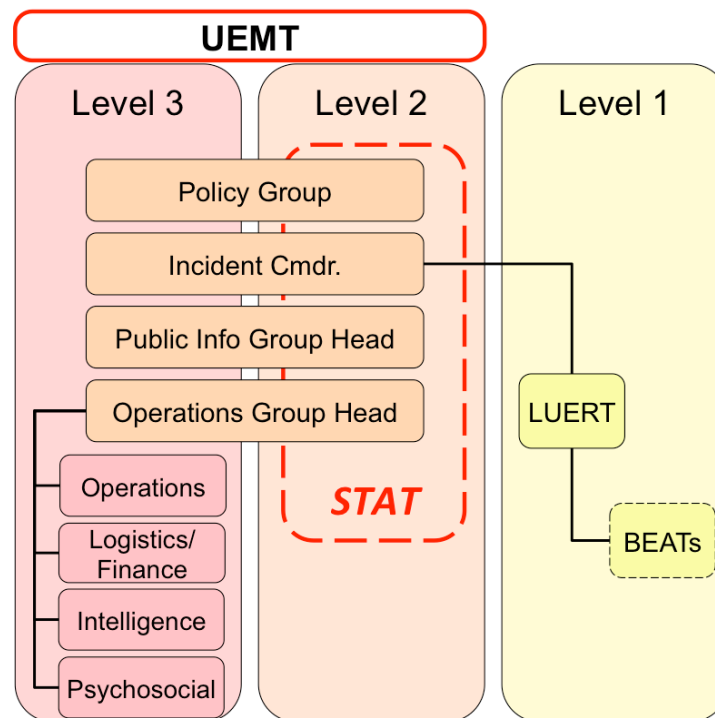 UEMT
Level 3
Level 2
Level 1
Policy Group
Incident Cmdr.
Public Info Group Head
Operations Group Head
LUERT
Operations
STAT
Logistics/
Finance
BEATs
Intelligence
Psychosocial